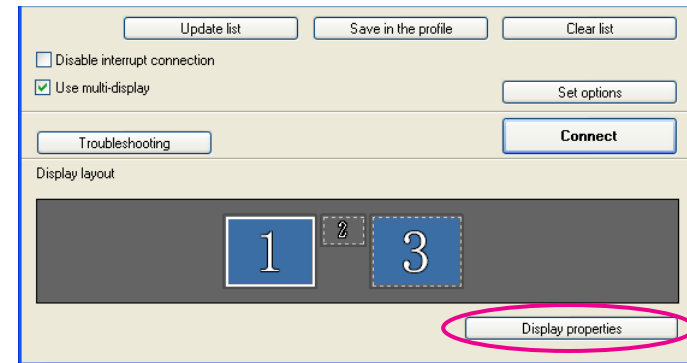 Update list Save in the profile Clear list
Disable interrupt connection
Use multi-display
Set options
Troubleshooting
Connect
Display layout
1 2 3
Display properties